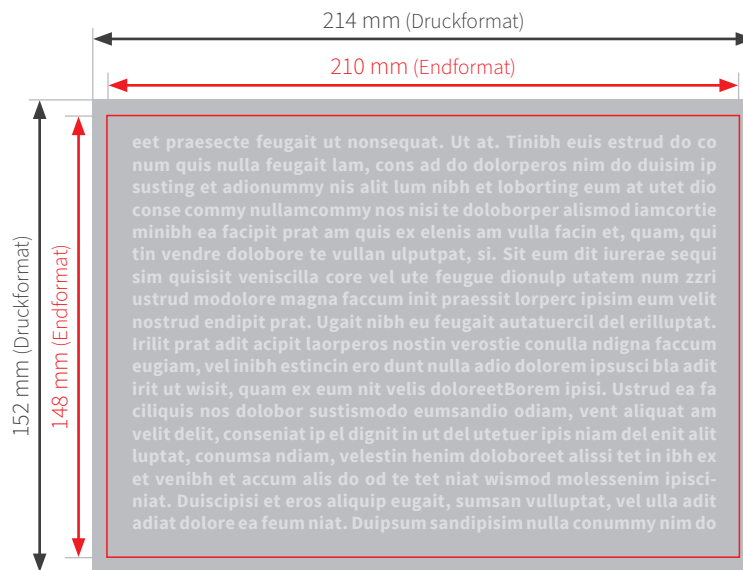 214 mm (Druckformat)
210 mm (Endformat)
152 mm (Druckformat)
148 mm (Endformat)
eet praesecte feugait ut nonsequat. Ut at. Tinibh euis estrud do co
num quis nulla feugait lam, cons ad do dolorperos nim do duisim ip
susting et adionummy nis alit lum nibh et loborting eum at utet dio
conse commy nullamcommy nos nisi te doloborper alismod iamcortie
minibh ea facipit prat am quis ex elenis am vulla facin et, quam, qui
tin vendre dolobore te vullan ulputpat, si. Sit eum dit iurerae sequi
sim quisisit veniscilla core vel ute feugue dionulp utatem num zzri
ustrud modolore magna faccum init praessit lorperc ipisim eum velit
nostrud endipit prat. Ugait nibh eu feugait autatuercil del erilluptat.
Irilit prat adit acipit laorperos nostin verostie conulla ndigna faccum
eugiam, vel inibh estincin ero dunt nulla ado dolorem ipsusci bla adit
irit ut wisit, quam ex eum nit velis doloreetBorem ipisi. Ustrud ea fa
ciliquis nos dolobor sustismodo eumsandio odiam, vent aliquat am
velit delit, conseniat ip el dignit in ut del utetuer ipis niam del enit alit
luptat, conumsa ndiam, velestin henim doloboreet alissi tet in ibh ex
et venibh et accum alis do od te tet niat wismod molessenim ipisci-
niat. Duiscipisi et eros aliquip eugait, sumsan vulluptat, vel ulla adit
adiat dolore ea feum niat. Duipsum sandipisim nulla conummy nim do